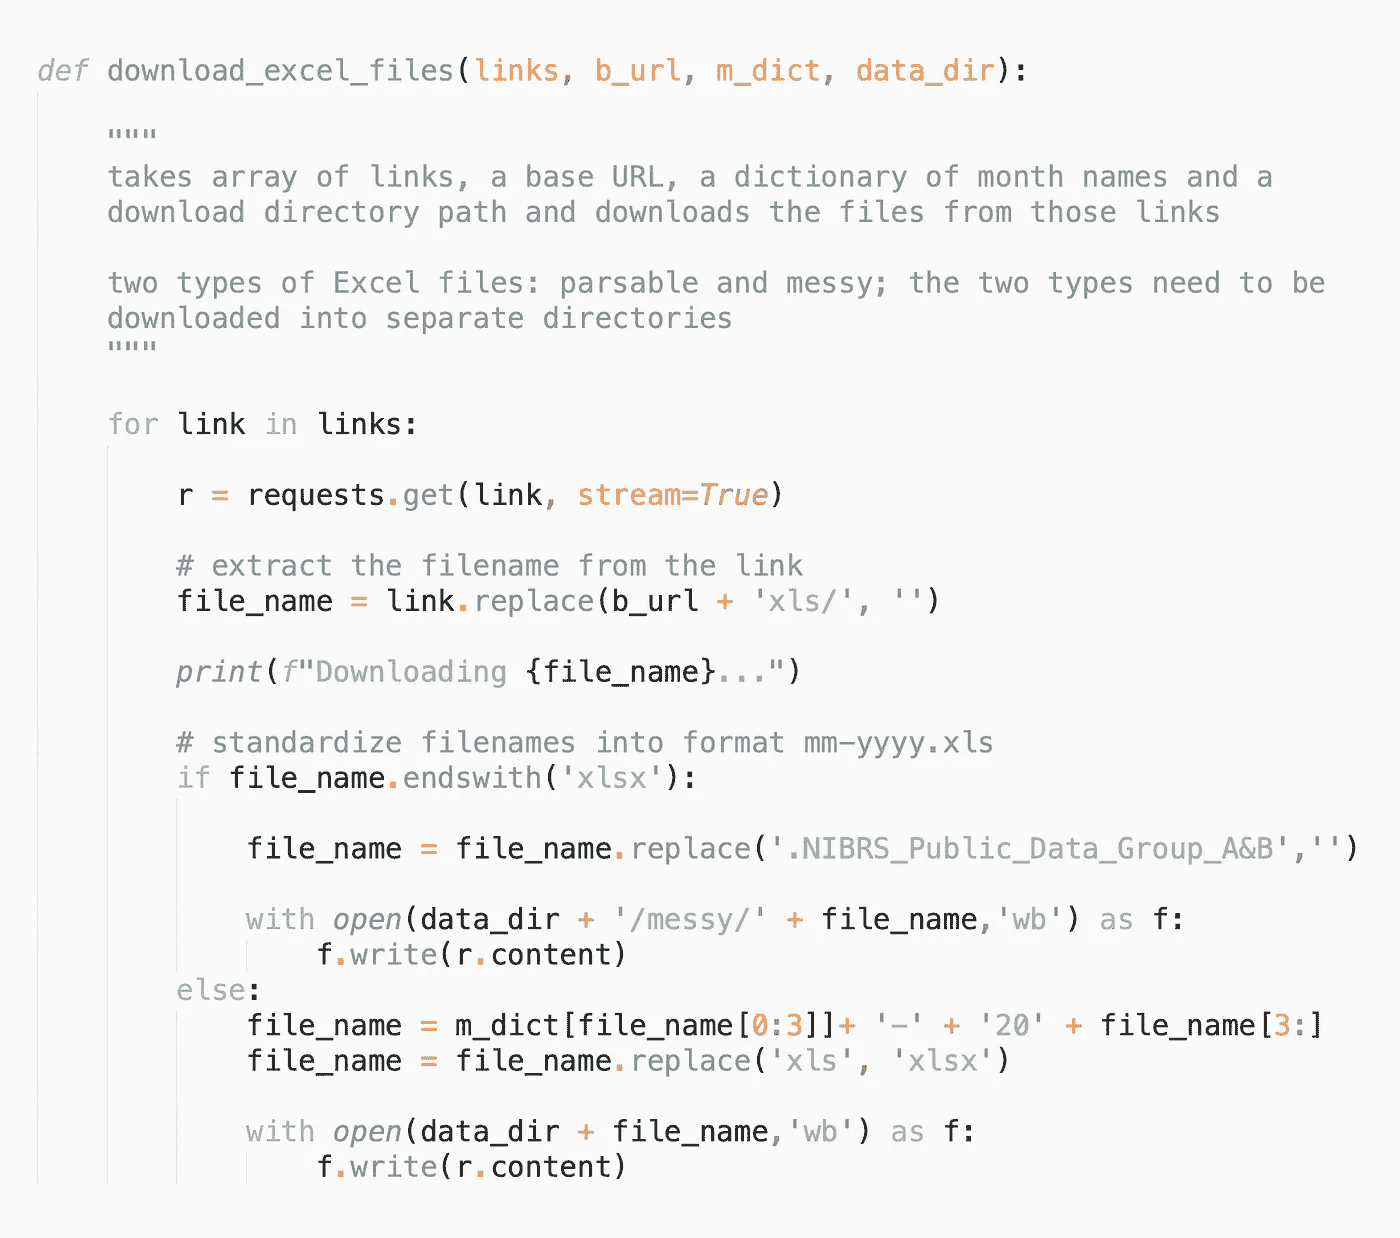 def download_excel_files(links, b_url, m_dict, data_dir):
"""
takes array of links, a base URL, a dictionary of month names and a
download directory path and downloads the files from those links
two types of Excel files: parsable and messy; the two types need to be
downloaded into separate directories
"""
for link in links:
r = requests.get(link, stream=True)
# extract the filename from the link
file_name = link.replace(b_url + 'xls/', '')
print(f"Downloading {file_name}...")
# standardize filenames into format mm-yyyy.xls
if file_name.endswith('xlsx'):
file_name = file_name.replace('.NIBRS_Public_Data_Group_A&B','')
with open(data_dir + '/messy/' + file_name,'wb') as f:
f.write(r.content)
else:
file_name = m_dict[file_name[0:3]]+ '-' + '20' + file_name[3:]
file_name = file_name.replace('xls', 'xlsx')
with open(data_dir + file_name,'wb') as f:
f.write(r.content)